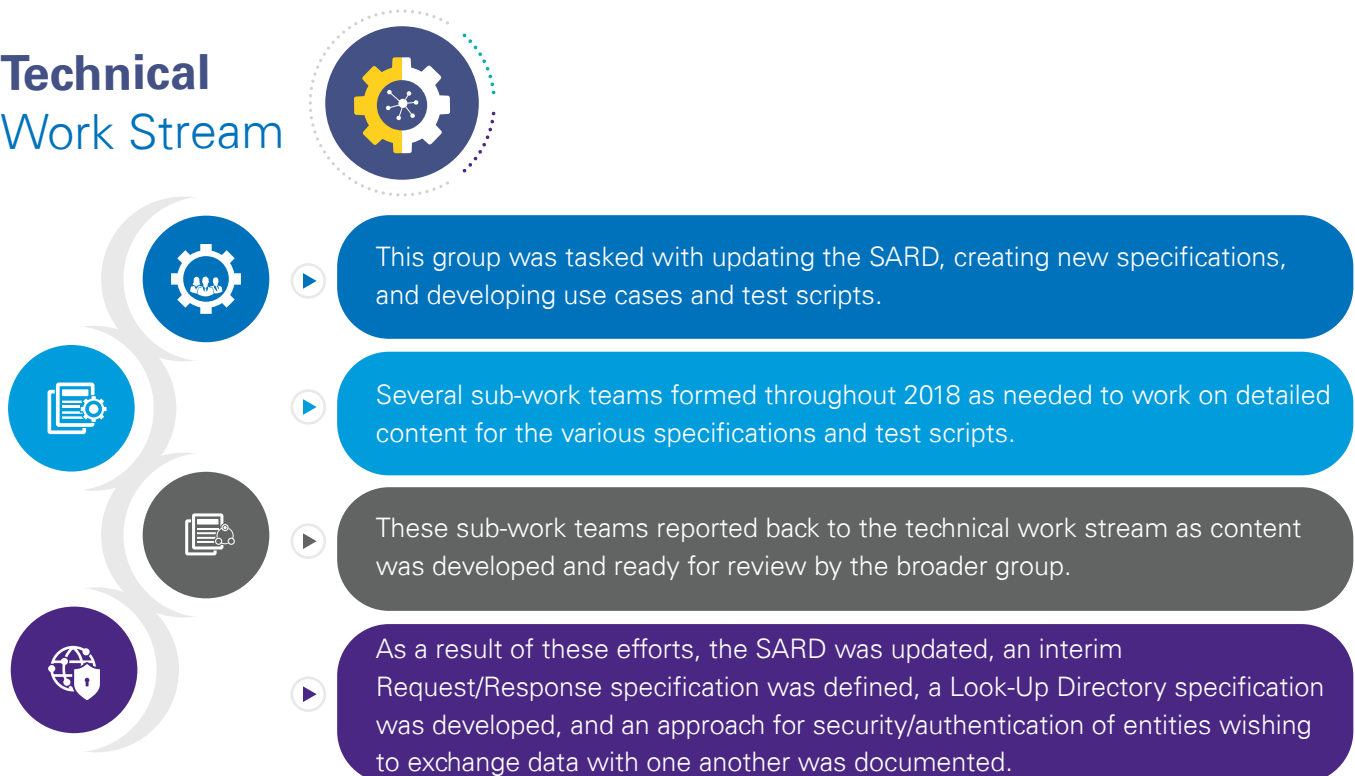 Technical
Work Stream
This group was tasked with updating the SARD, creating new specifications,
and developing use cases and test scripts.
Several sub-work teams formed throughout 2018 as needed to work on detailed
content for the various specifications and test scripts.
These sub-work teams reported back to the technical work stream as content
was developed and ready for review by the broader group.
As a result of these efforts, the SARD was updated, an interim
Request/Response specification was defined, a Look-Up Directory specification
was developed, and an approach for security/authentication of entities wishing
to exchange data with one another was documented.